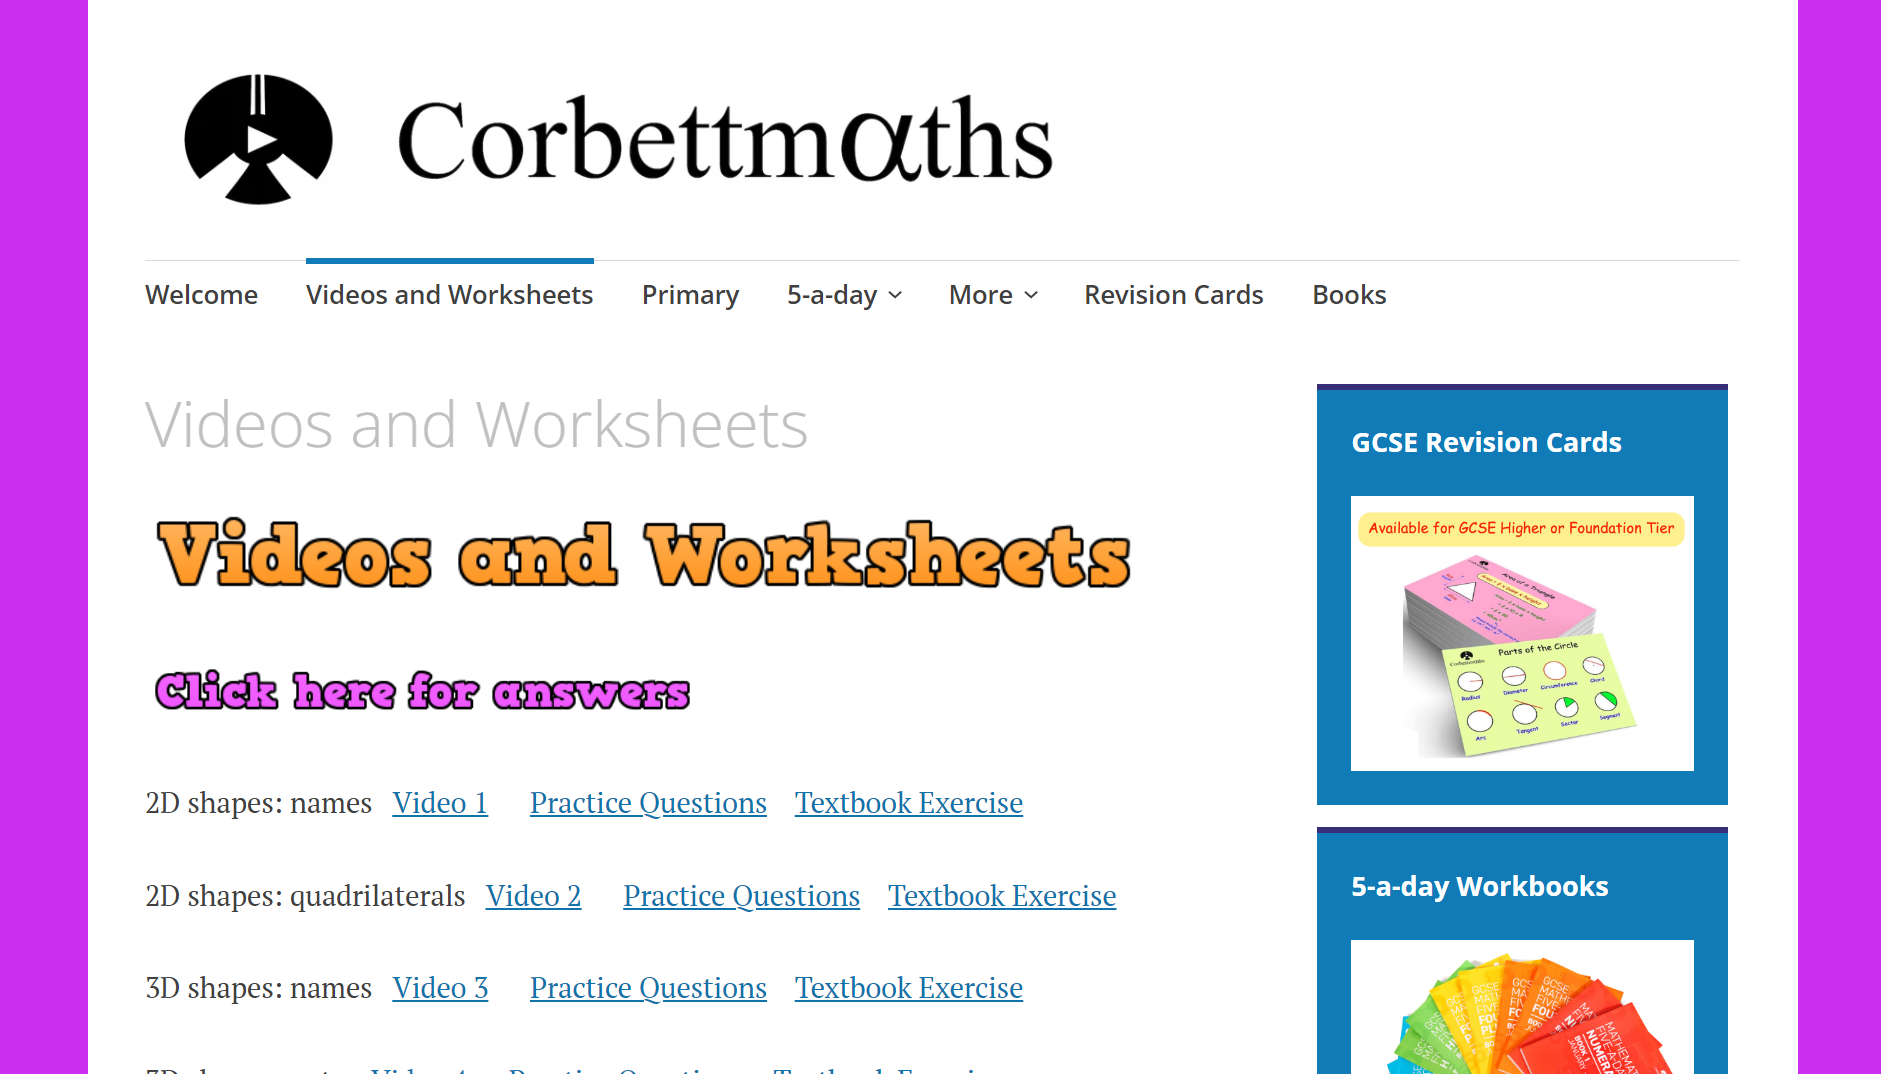 Corbettmαths
Welcome
Videos and Worksheets
Primary
5-a-day
More
Revision Cards
Books
Videos and Worksheets
Videos and Worksheets
Click here for answers
2D shapes: names Video 1 Practice Questions Textbook Exercise
2D shapes: quadrilaterals Video 2 Practice Questions Textbook Exercise
3D shapes: names Video 3 Practice Questions Textbook Exercise
GCSE Revision Cards
Available for GCSE Higher or Foundation Tier
Area of a Triangle
Parts of the Circle
Corbettmaths
Radius
Diameter
Circumference
Chord
Arc
Tangent
Sector
Segment
5-a-day Workbooks